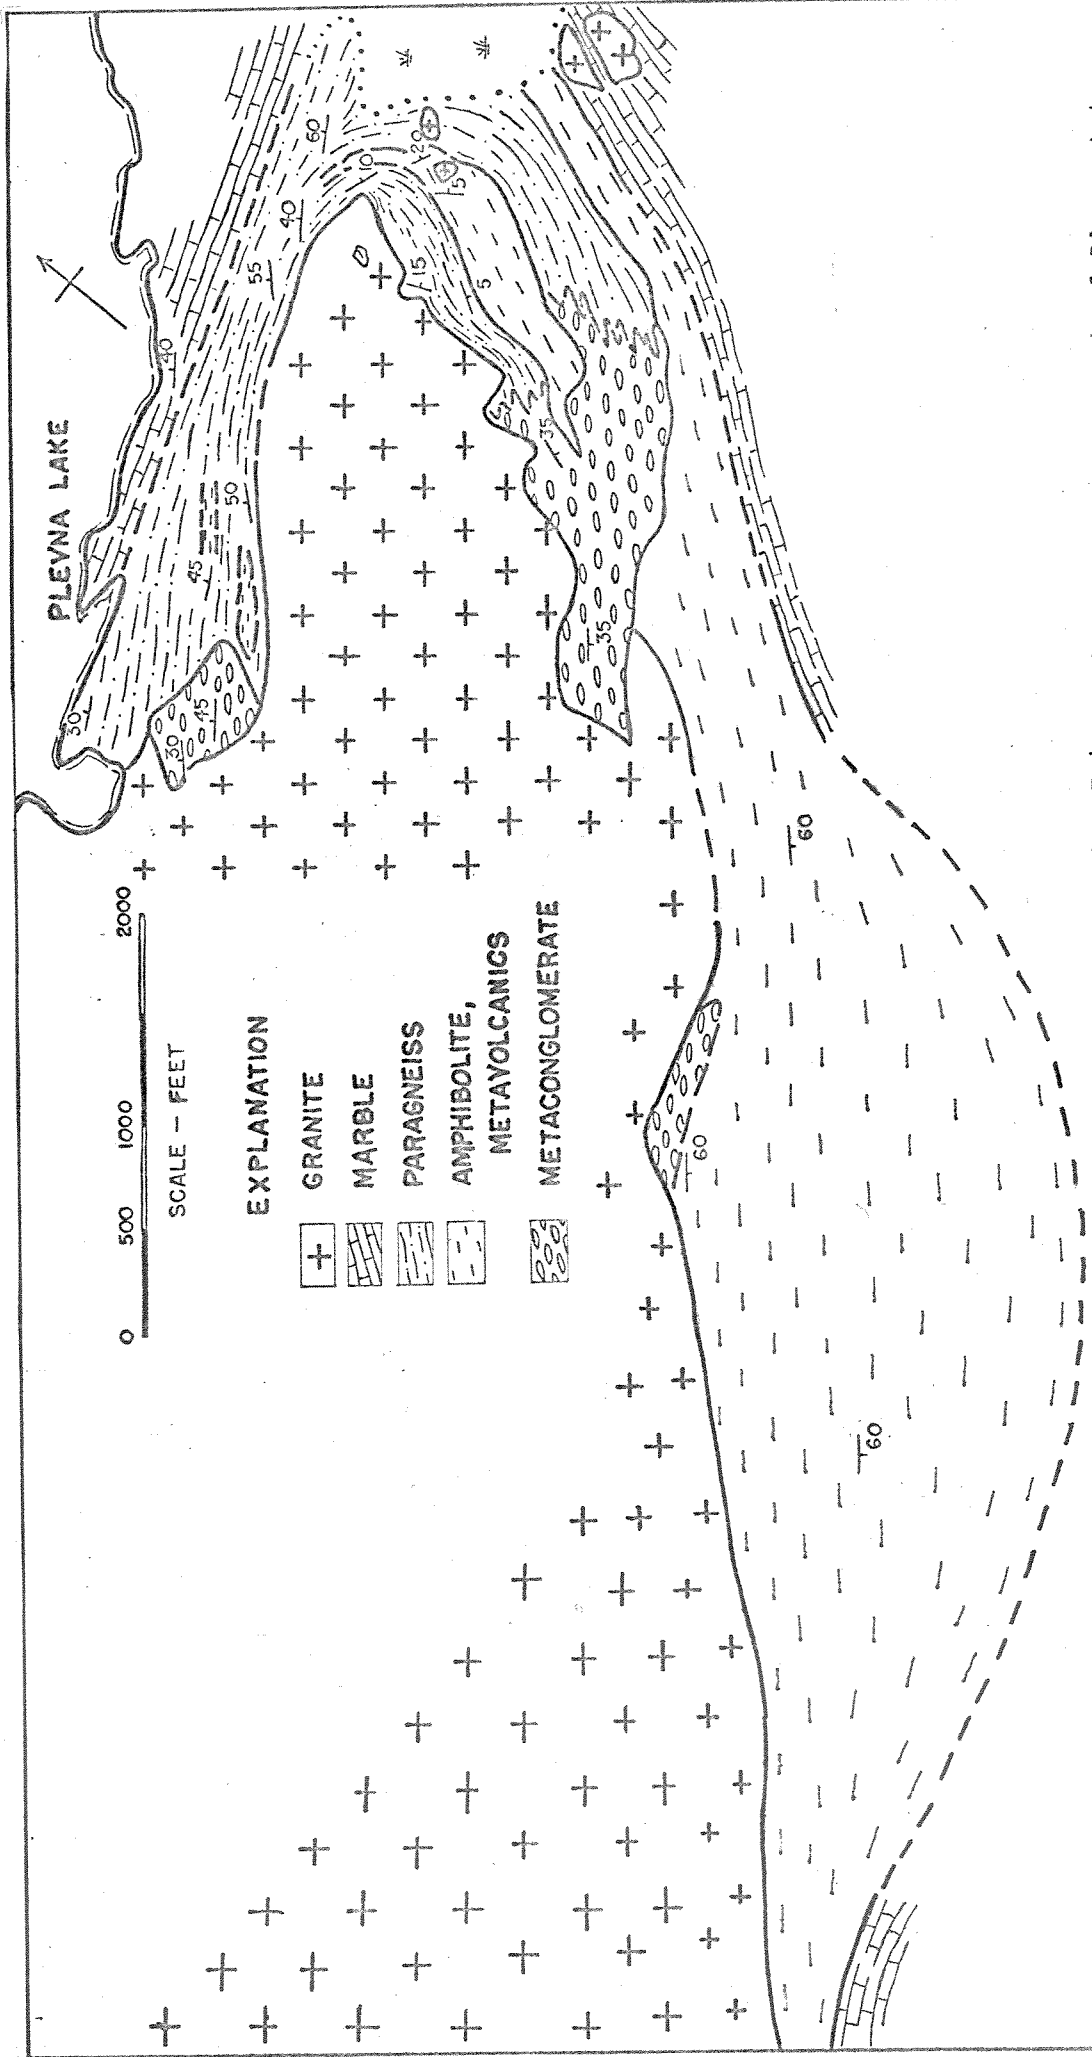 PLEVNA LAKE
30
45
30
45
50
40
55
40
60
10
20
5
15
5
35
35
60
60
60
0 500 1000 2000
SCALE – FEET
EXPLANATION
GRANITE
MARBLE
PARAGNEISS
AMPHIBOLITE,
METAVOLCANICS
METACONGLOMERATE